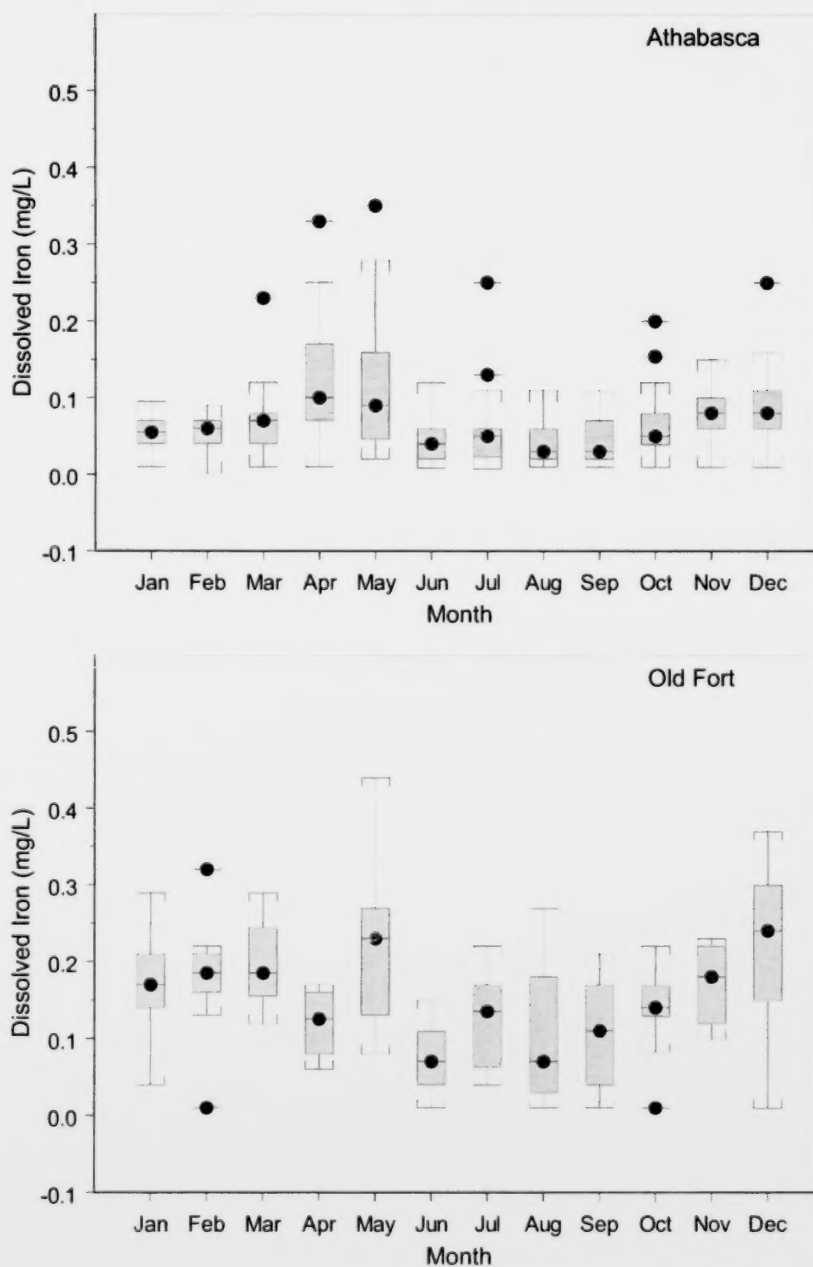 Athabasca
0.5
0.4
0.3
0.2
0.1
0.0
-0.1
Dissolved Iron (mg/L)
Jan Feb Mar Apr May Jun Jul Aug Sep Oct Nov Dec
Month
Old Fort
0.5
0.4
0.3
0.2
0.1
0.0
-0.1
Dissolved Iron (mg/L)
Jan Feb Mar Apr May Jun Jul Aug Sep Oct Nov Dec
Month